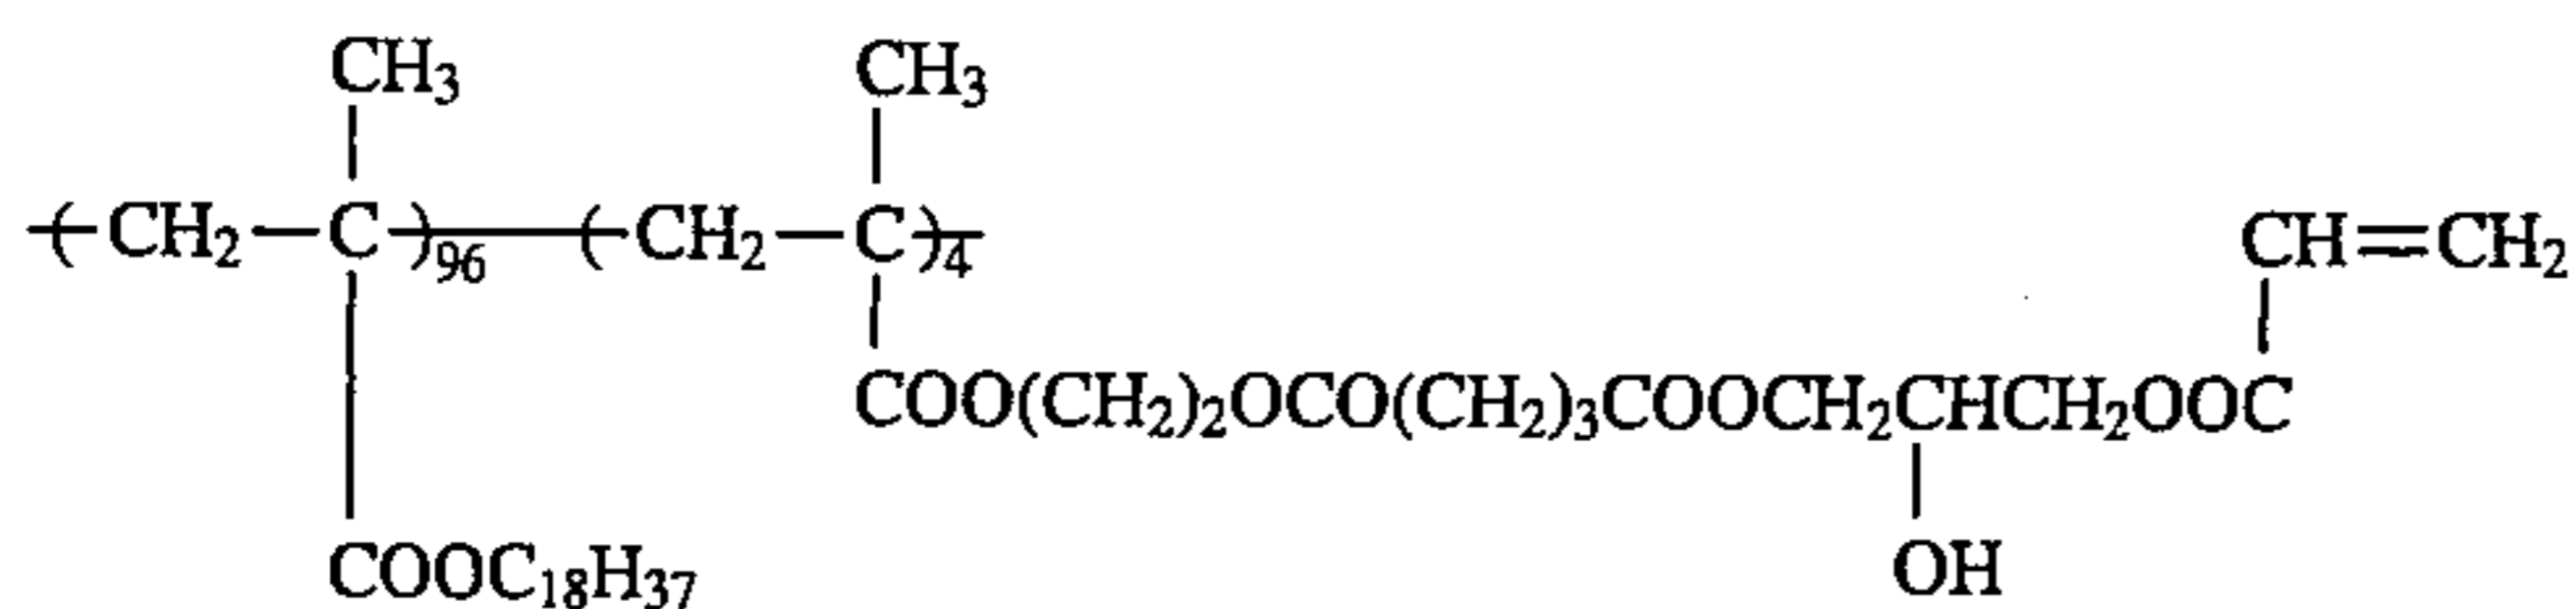 CH3 CH3
( CH2 — C )96 ( CH2 — C )4 CH=CH2
COO(CH2)2OCO(CH2)3COOCH2CHCH2OOC
COOC18H37 OH